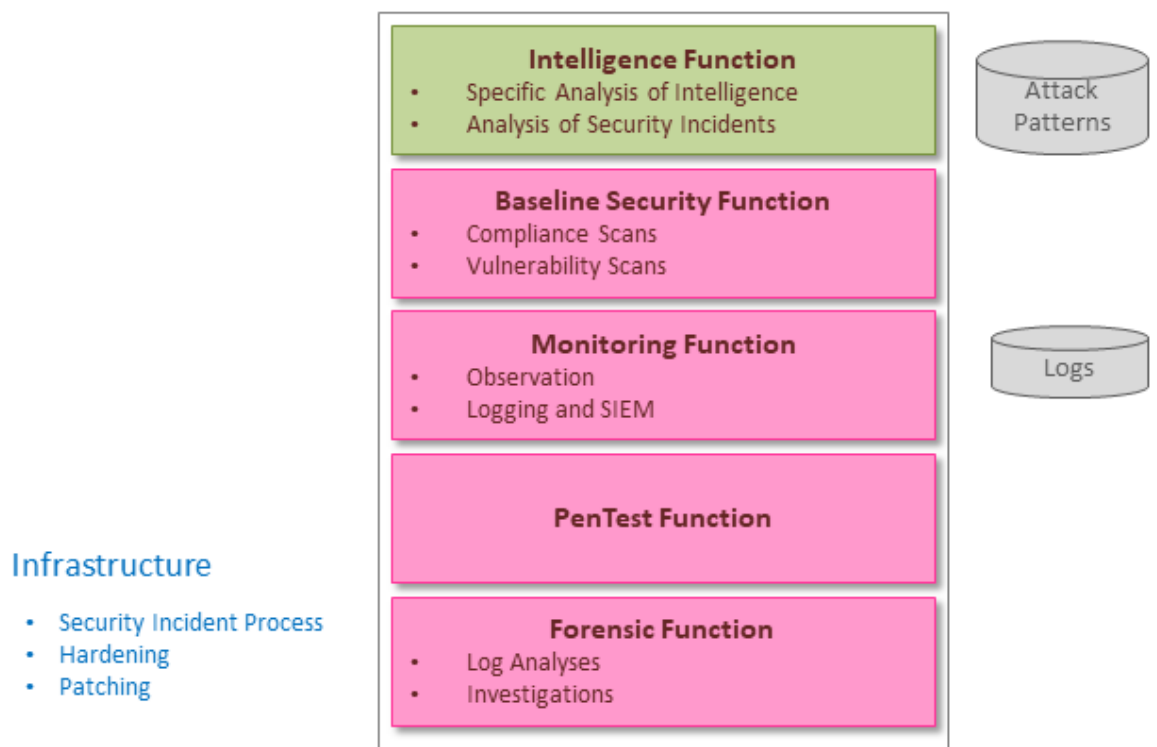 Intelligence Function
• Specific Analysis of Intelligence
• Analysis of Security Incidents
Attack
Patterns
Baseline Security Function
• Compliance Scans
• Vulnerability Scans
Monitoring Function
• Observation
• Logging and SIEM
Logs
PenTest Function
Infrastructure
• Security Incident Process
• Hardening
• Patching
Forensic Function
• Log Analyses
• Investigations